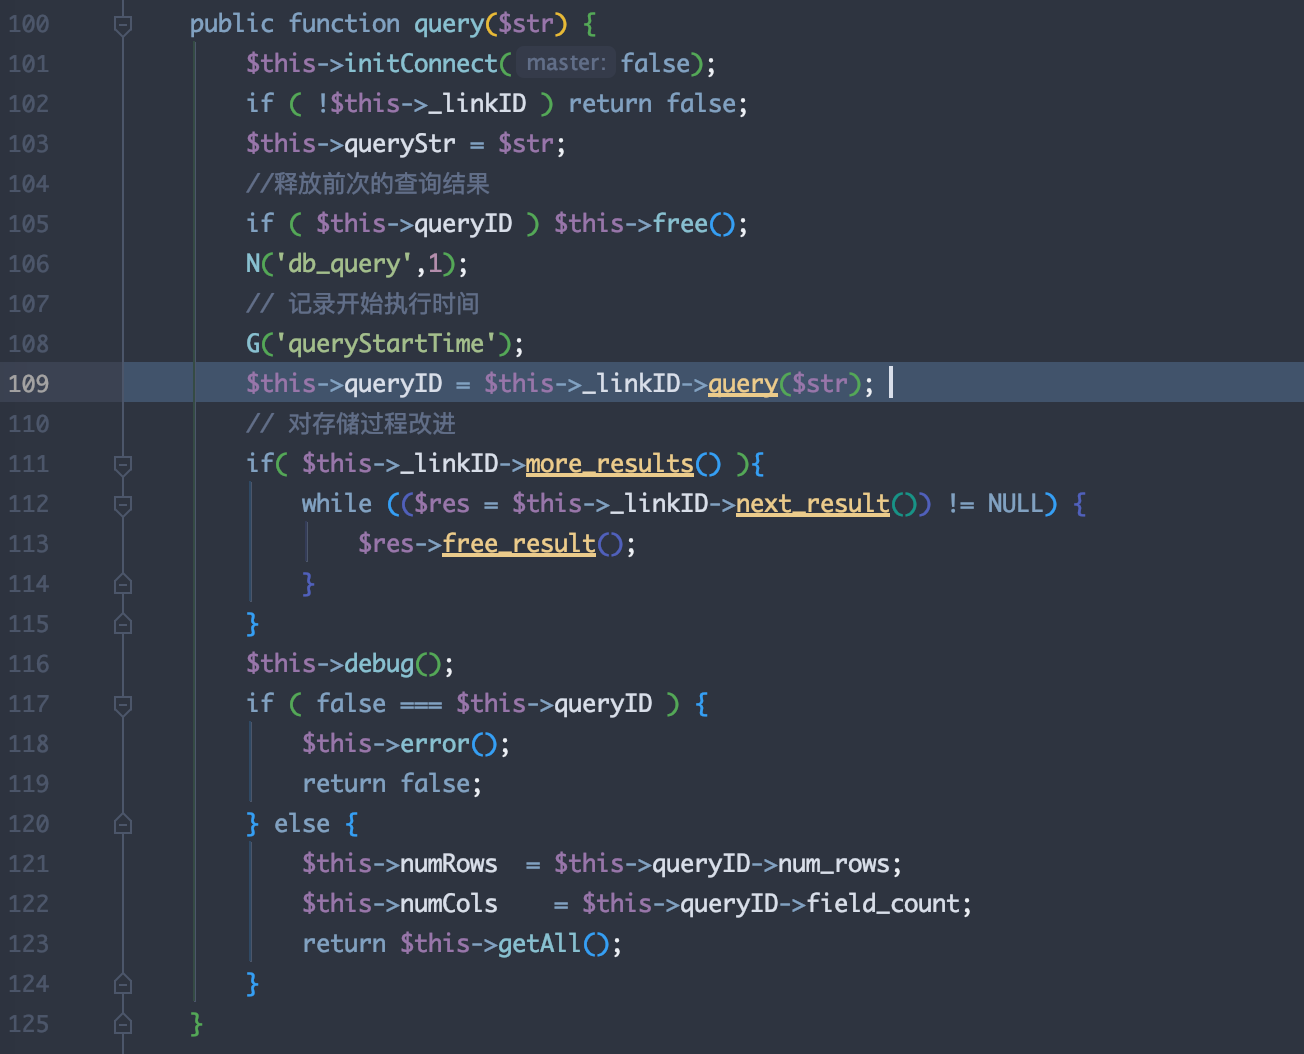 100 public function query($str) {
101 $this->initConnect( master: false);
102 if ( !$this->_linkID ) return false;
103 $this->queryStr = $str;
104 //释放前次的查询结果
105 if ( $this->queryID ) $this->free();
106 N('db_query',1);
107 // 记录开始执行时间
108 G('queryStartTime');
109 $this->queryID = $this->_linkID->query($str);
110 // 对存储过程改进
111 if( $this->_linkID->more_results() ){
112 while (($res = $this->_linkID->next_result()) != NULL) {
113 $res->free_result();
114 }
115 }
116 $this->debug();
117 if ( false === $this->queryID ) {
118 $this->error();
119 return false;
120 } else {
121 $this->numRows  = $this->queryID->num_rows;
122 $this->numCols    = $this->queryID->field_count;
123 return $this->getAll();
124 }
125 }